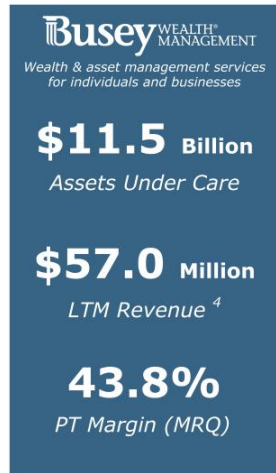 Busey WEALTH® MANAGEMENT
Wealth & asset management services
for individuals and businesses
$11.5 Billion
Assets Under Care
$57.0 Million
LTM Revenue 4
43.8%
PT Margin (MRQ)